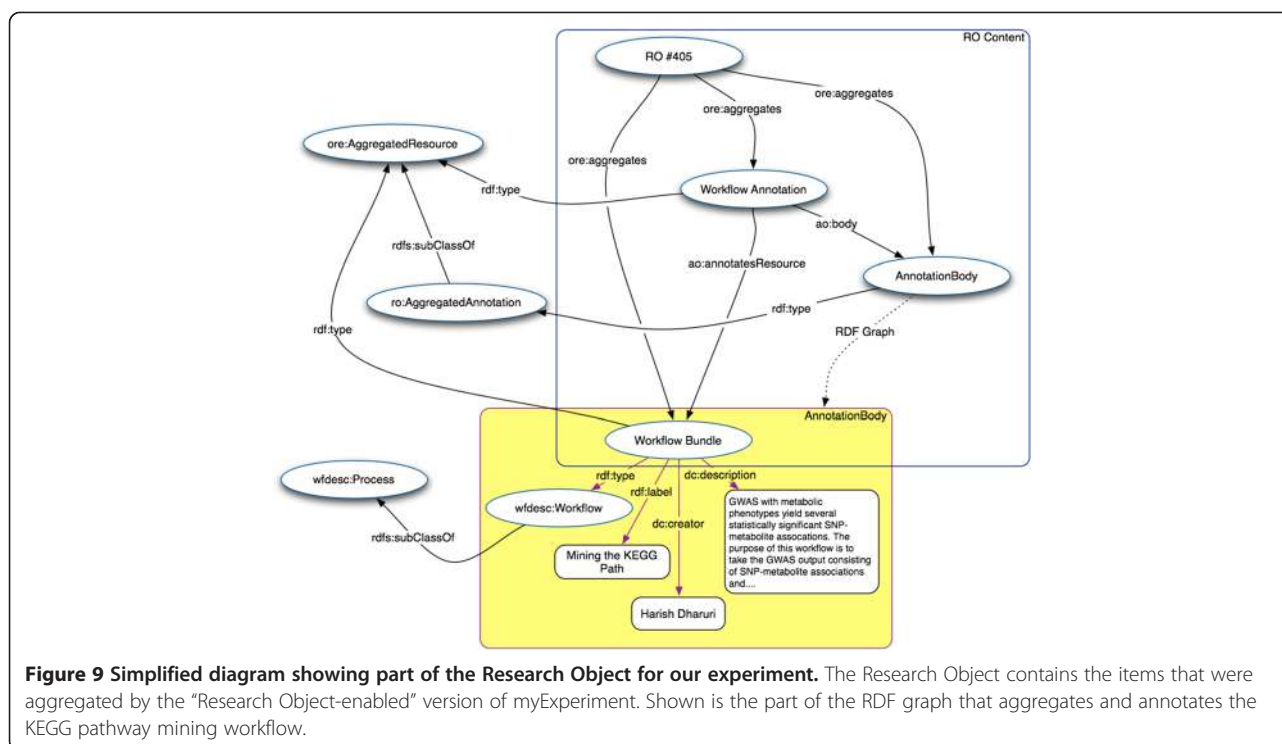 RO Content
RO #405
ore:aggregates
ore:aggregates
ore:AggregatedResource
ore:aggregates
rdf:type
Workflow Annotation
ao:body
rdfs:subClassOf
ao:annotatesResource
AnnotationBody
ro:AggregatedAnnotation
rdf:type
rdf:type
RDF Graph
AnnotationBody
Workflow Bundle
wfdesc:Process
rdf:type
rdf:label
dc:description
wfdesc:Workflow
dc:creator
rdfs:subClassOf
GWAS with metabolic
phenotypes yield several
statistically significant SNP-
metabolite assocations. The
purpose of this workflow is to
take the GWAS output consisting
of SNP-metabolite associations
and....
Mining the KEGG
Path
Harish Dharuri
Figure 9 Simplified diagram showing part of the Research Object for our experiment. The Research Object contains the items that were
aggregated by the “Research Object-enabled” version of myExperiment. Shown is the part of the RDF graph that aggregates and annotates the
KEGG pathway mining workflow.